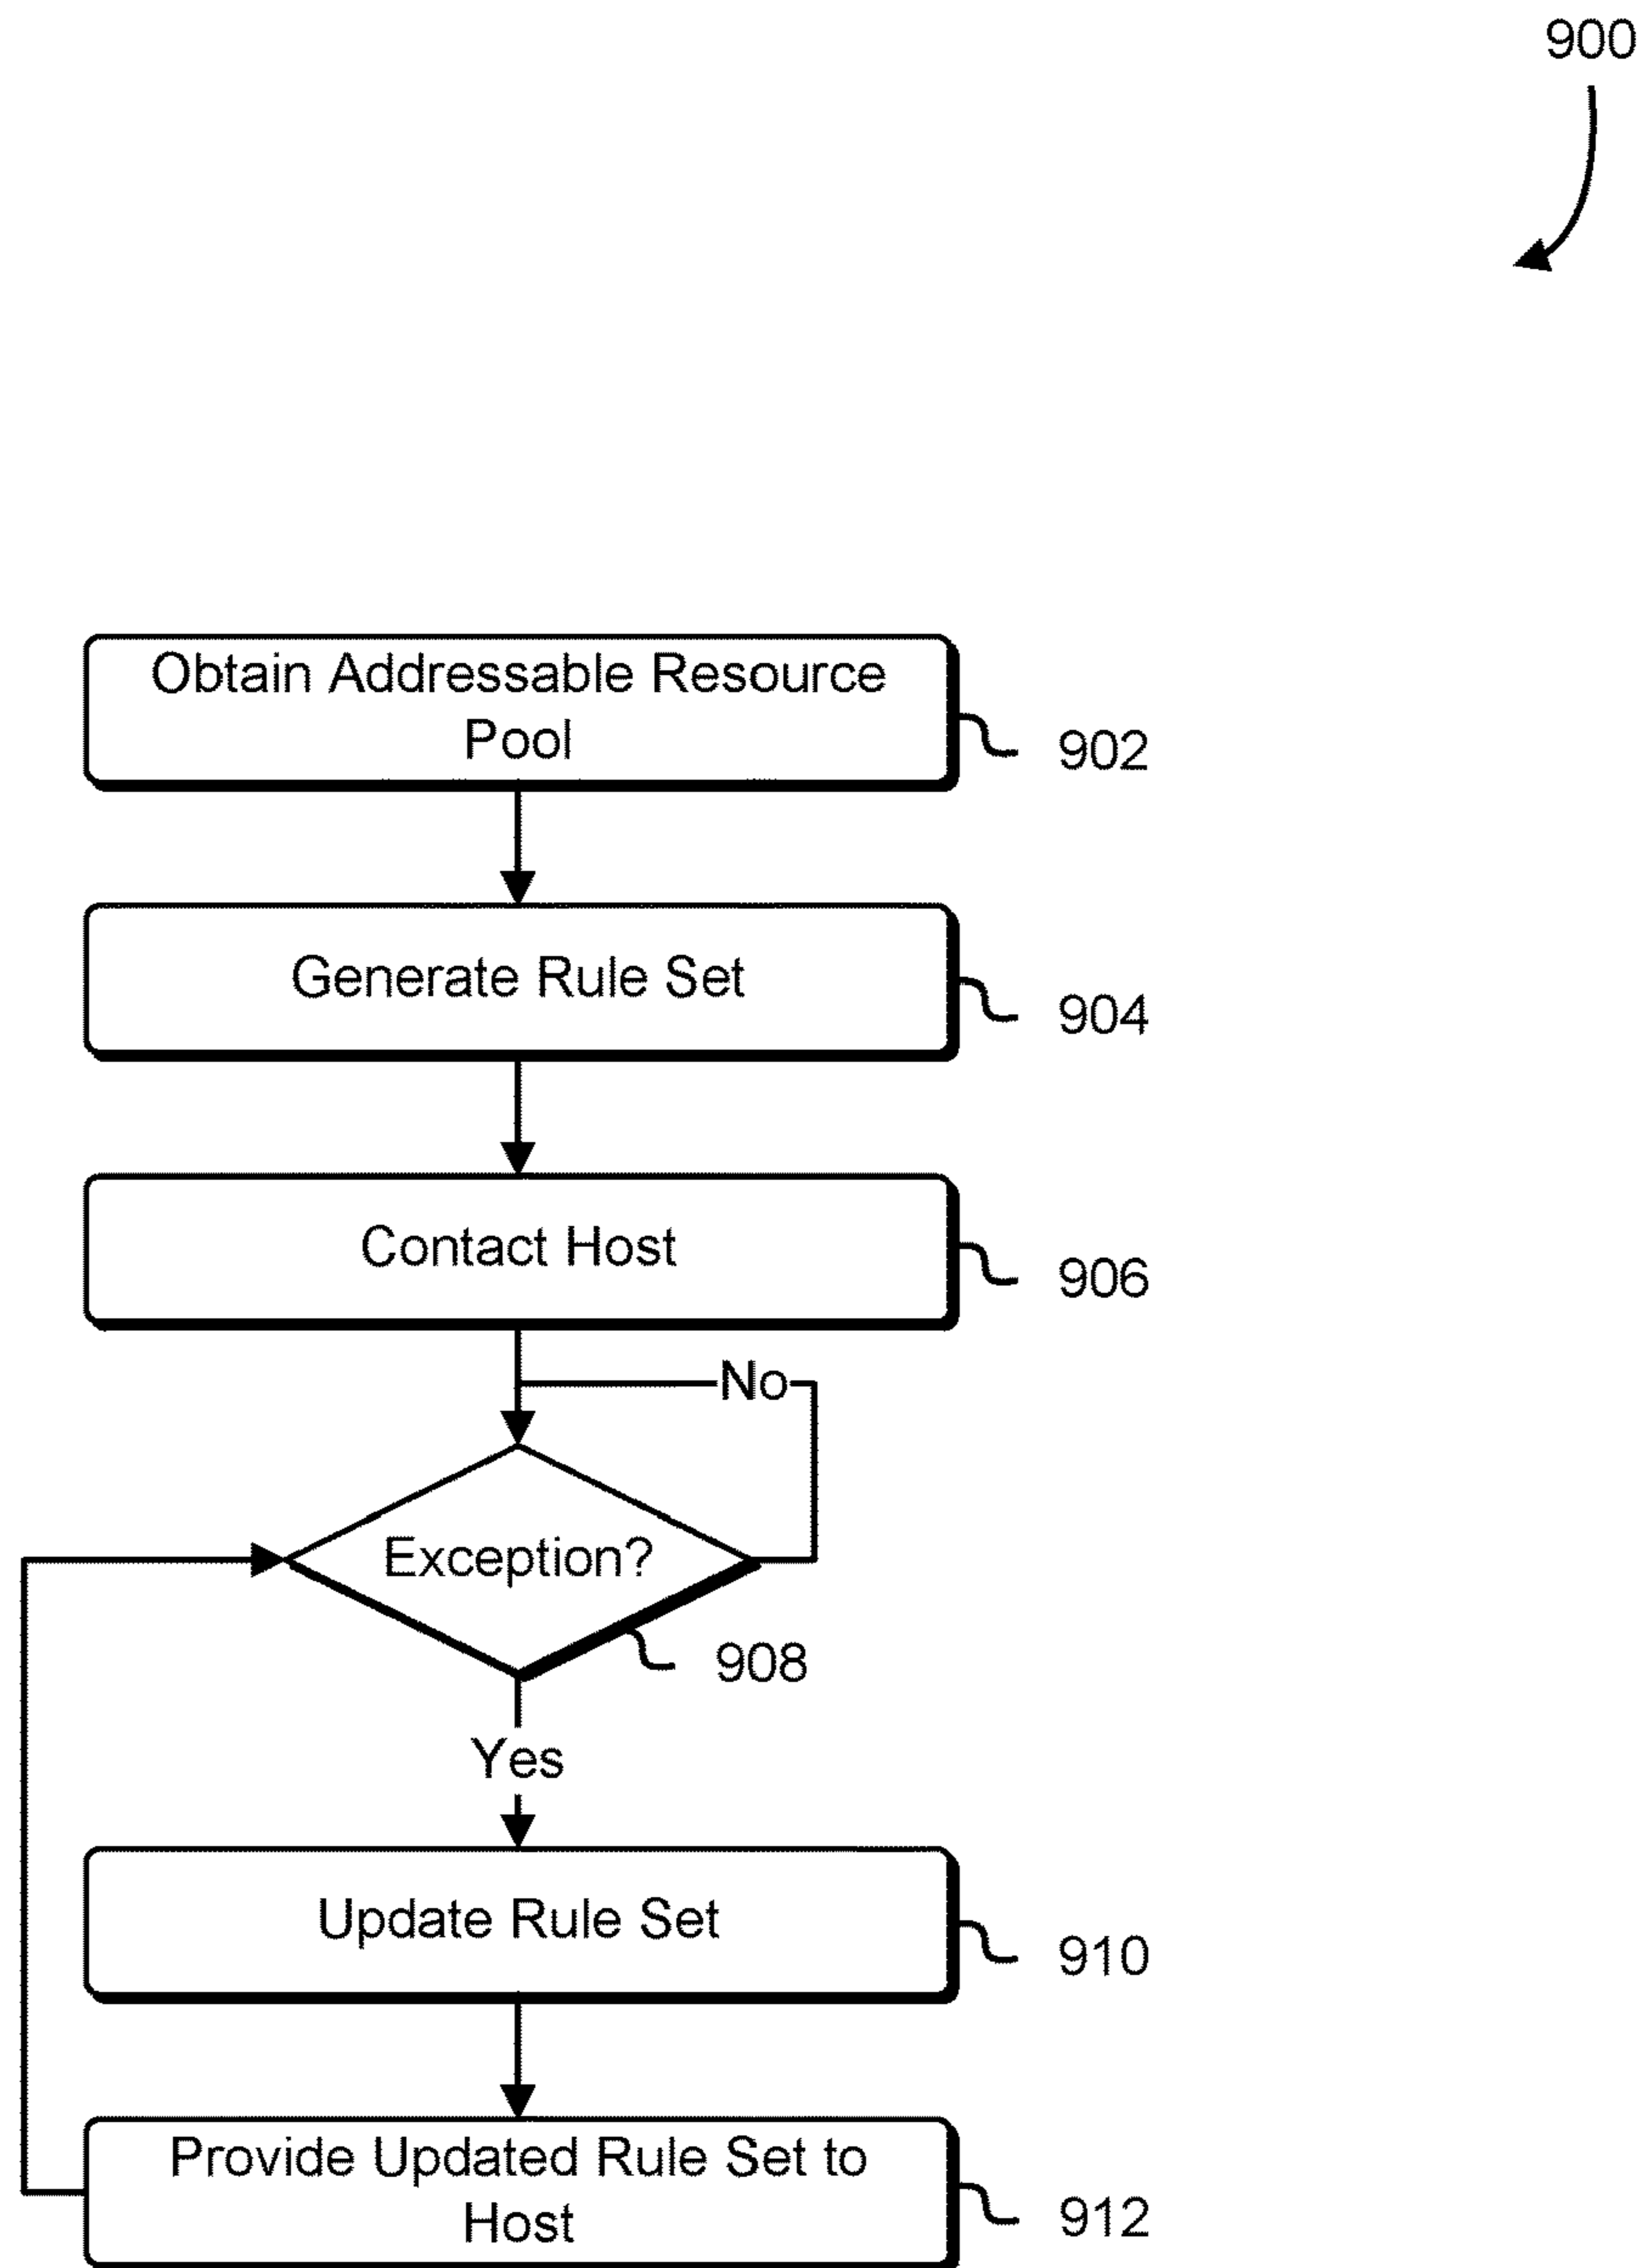 900
Obtain Addressable Resource
Pool
902
Generate Rule Set
904
Contact Host
906
No
Exception?
908
Yes
Update Rule Set
910
Provide Updated Rule Set to
Host
912